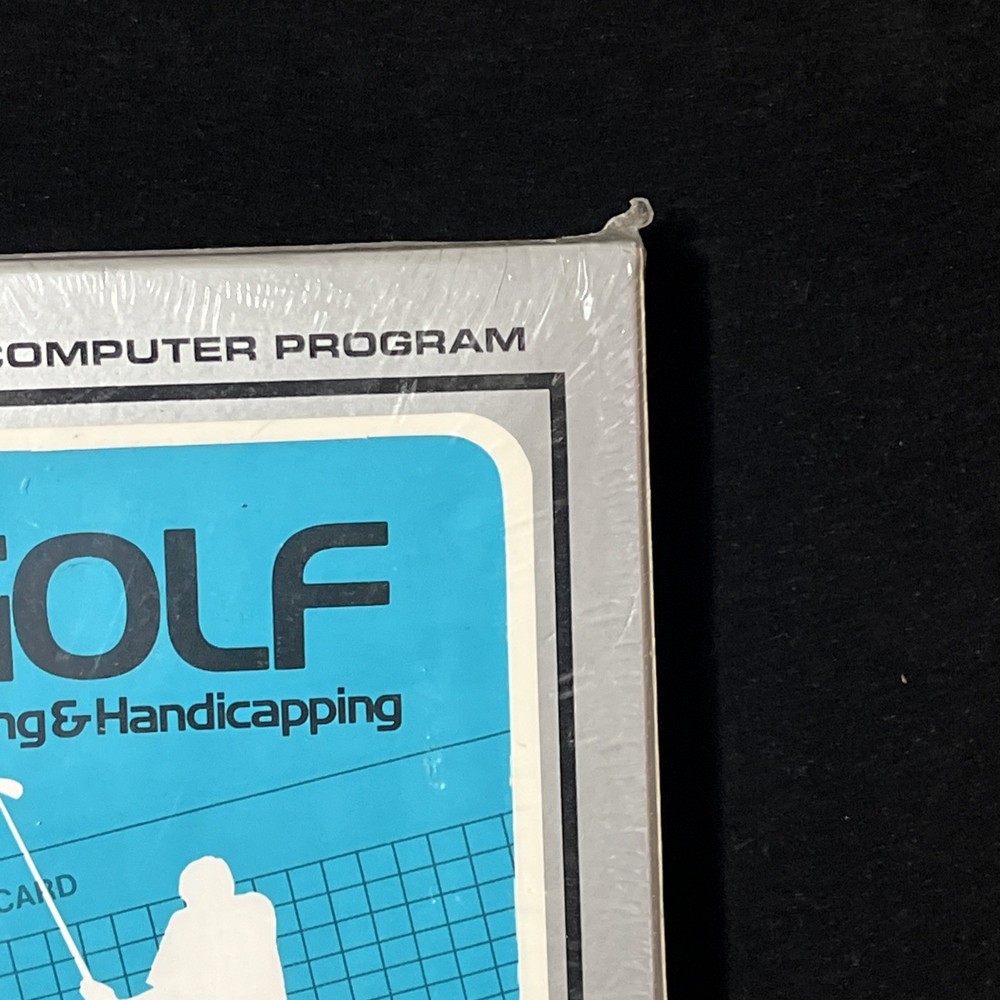 COMPUTER PROGRAM
GOLF
ng & Handicapping
CARD